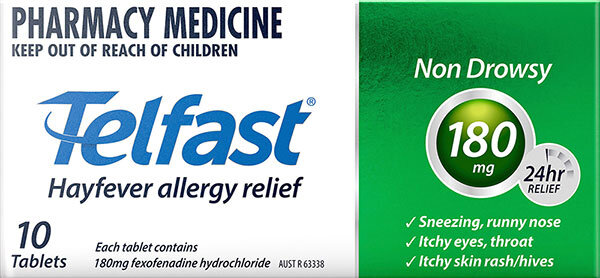 PHARMACY MEDICINE
KEEP OUT OF REACH OF CHILDREN
Telfast®
Hayfever allergy relief
10
Tablets
Each tablet contains
180mg fexofenadine hydrochloride AUST R 63338
Non Drowsy
180
mg
24hr
RELIEF
✓ Sneezing, runny nose
✓ Itchy eyes, throat
✓ Itchy skin rash/hives